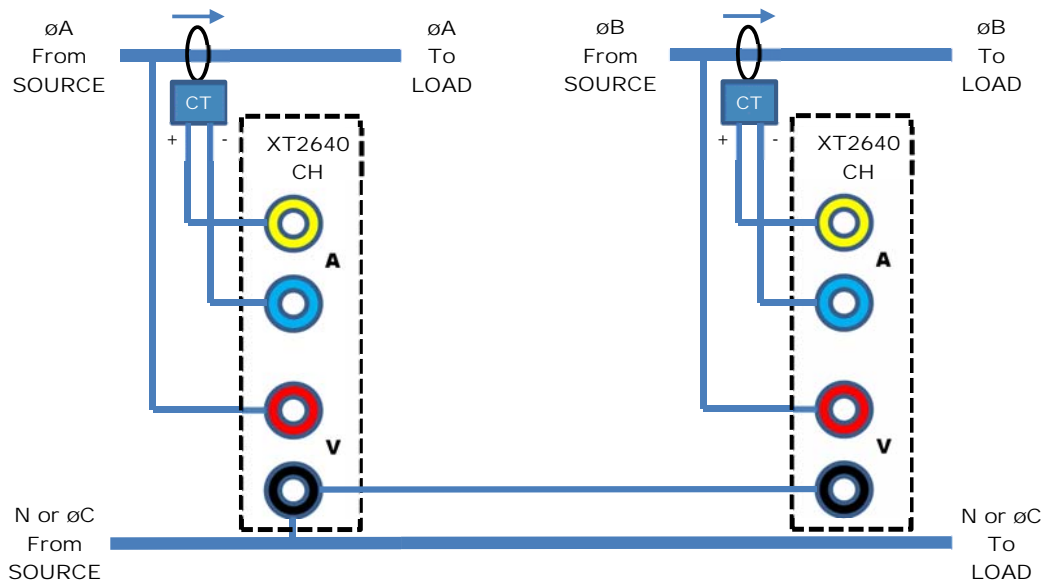 øA
From
SOURCE
øA
To
LOAD
øB
From
SOURCE
øB
To
LOAD
CT
+ -
XT2640
CH
A
V
CT
+ -
XT2640
CH
A
V
N or øC
From
SOURCE
N or øC
To
LOAD